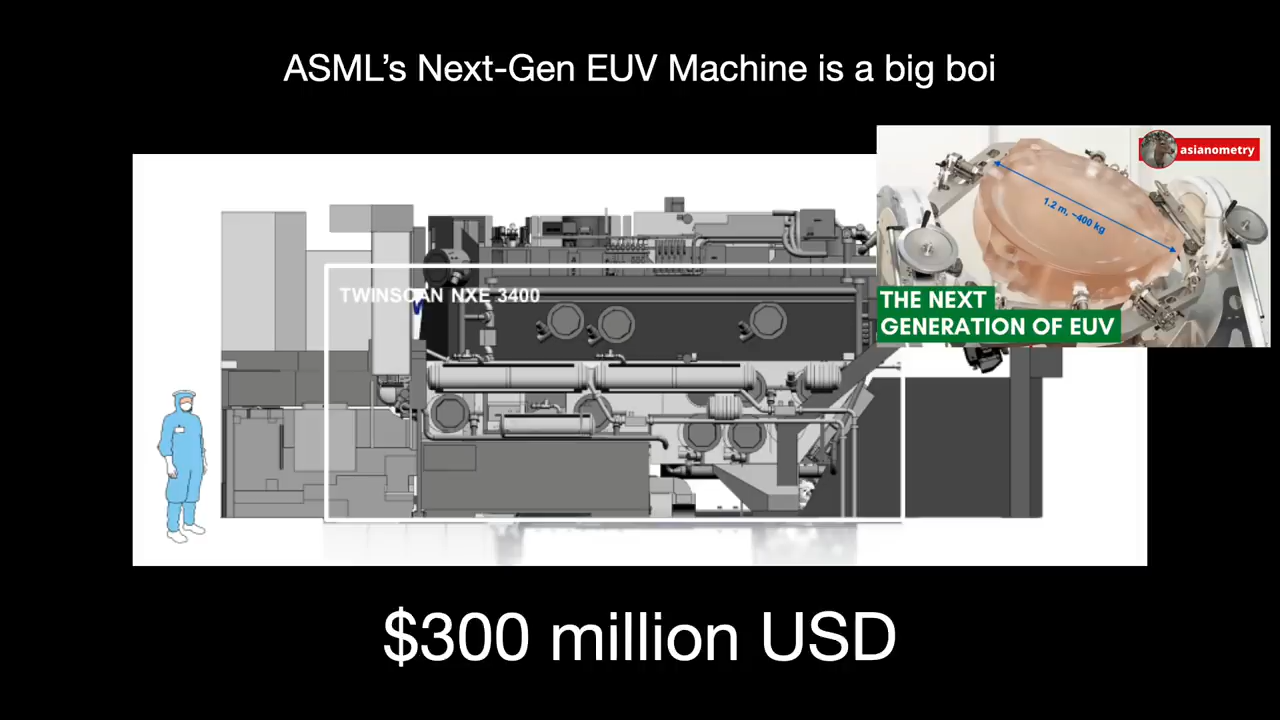 ASML’s Next-Gen EUV Machine is a big boi
asianometry
1.2 m, ~400 kg
THE NEXT
GENERATION OF EUV
TWINSCAN NXE 3400
$300 million USD